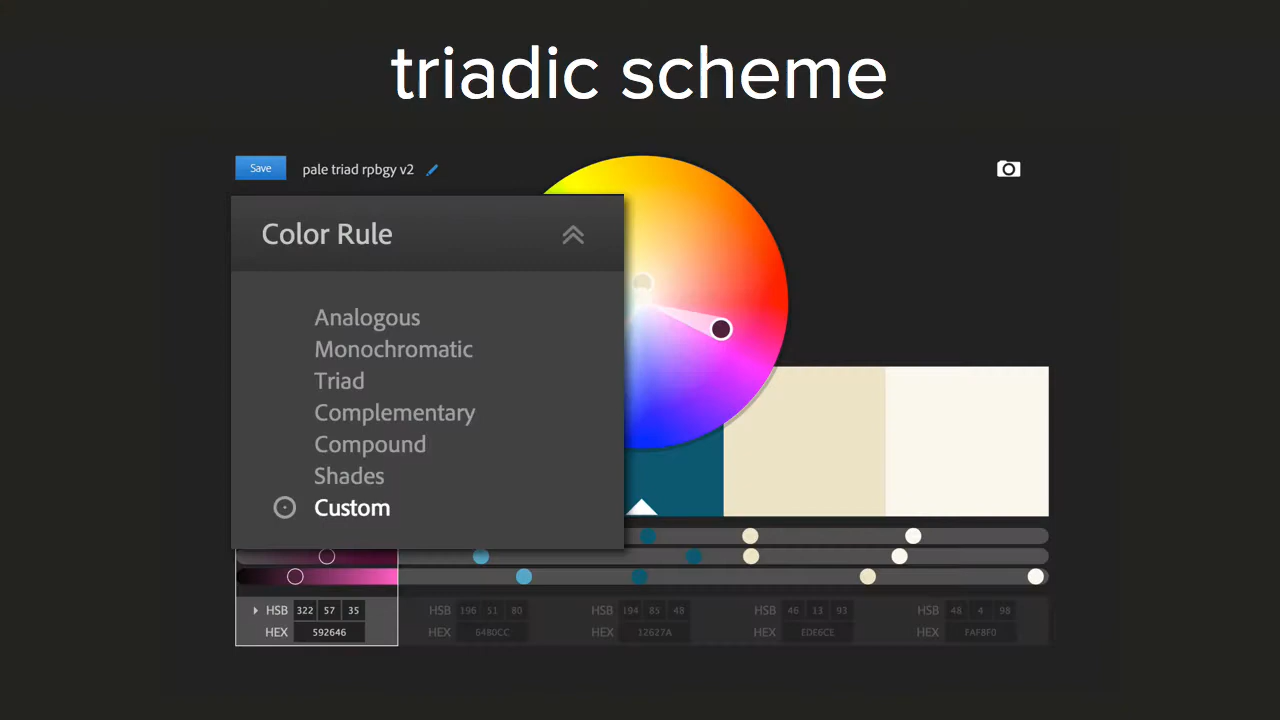 triadic scheme
Save pale triad rpbgy v2
Color Rule
Analogous
Monochromatic
Triad
Complementary
Compound
Shades
Custom
HSB 322 57 35 HSB 196 51 80 HSB 194 85 48 HSB 46 13 93 HSB 48 4 98
HEX 592646 HEX 64B0CC HEX 12627A HEX EDE6CE HEX FAF8F0